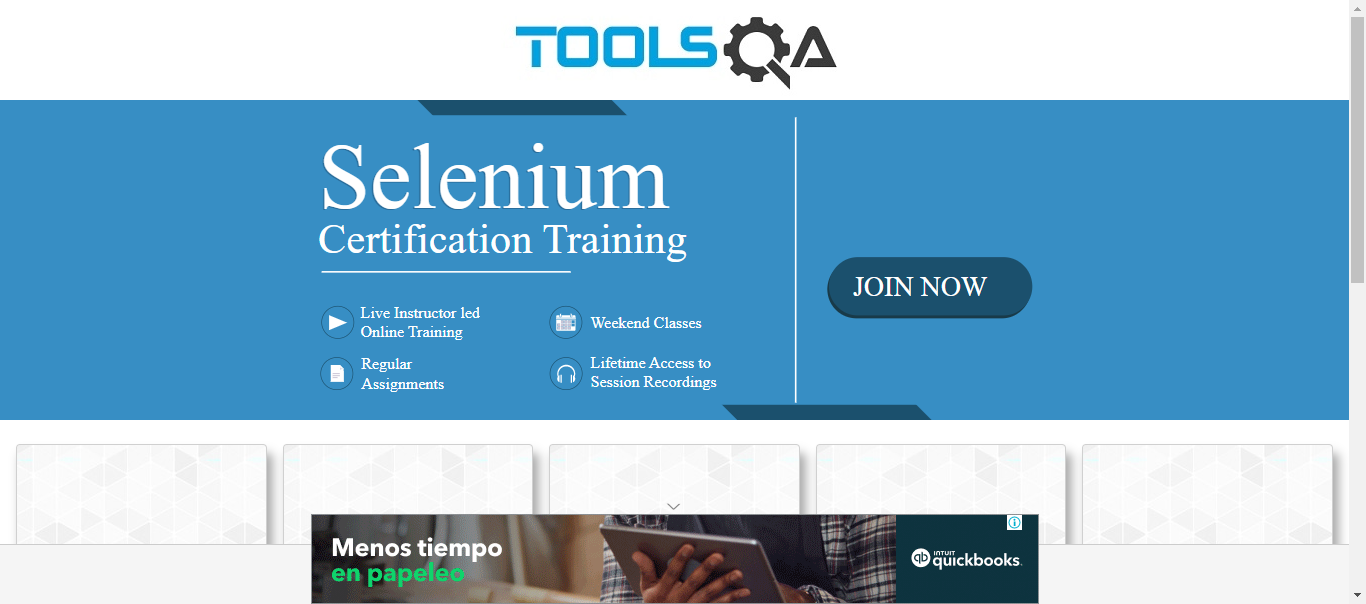 TOOLSQA
Selenium
Certification Training
Live Instructor led
Online Training
Weekend Classes
Regular
Assignments
Lifetime Access to
Session Recordings
JOIN NOW
Menos tiempo
en papeleo
qb INTUIT
quickbooks.